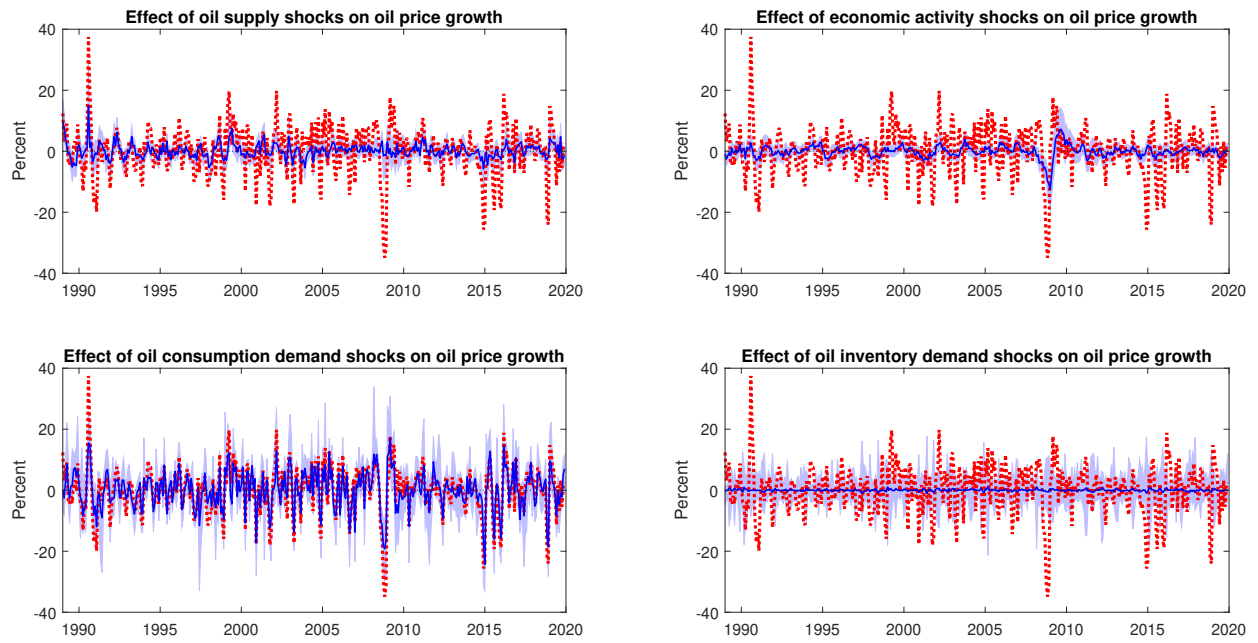 Effect of oil supply shocks on oil price growth
Percent
40
20
0
-20
-40
1990 1995 2000 2005 2010 2015 2020
Effect of economic activity shocks on oil price growth
Percent
40
20
0
-20
-40
1990 1995 2000 2005 2010 2015 2020
Effect of oil consumption demand shocks on oil price growth
Percent
40
20
0
-20
-40
1990 1995 2000 2005 2010 2015 2020
Effect of oil inventory demand shocks on oil price growth
Percent
40
20
0
-20
-40
1990 1995 2000 2005 2010 2015 2020